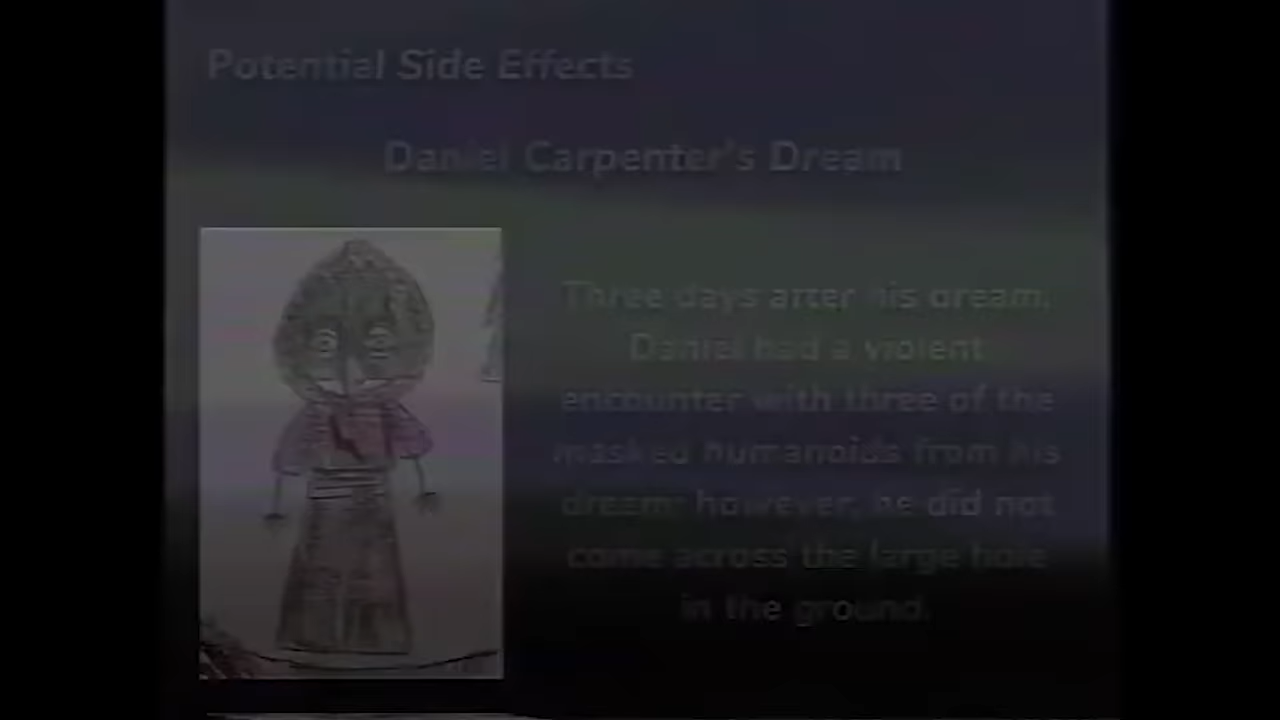 Potential Side Effects
Daniel Carpenter's Dream
Three days after his dream,
Daniel had a violent
encounter with three of the
masked humanoids from his
dream; however, he did not
come across the large hole
in the ground.